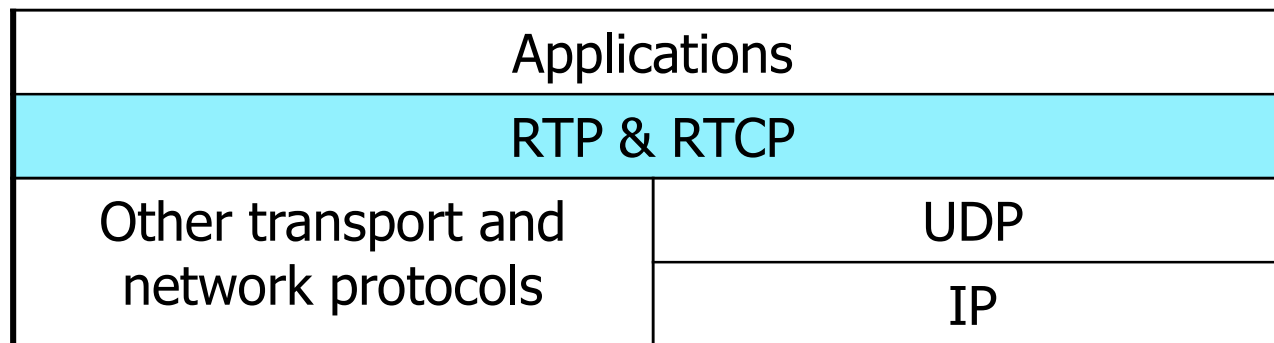 Applications
RTP & RTCP
Other transport and
network protocols
UDP
IP